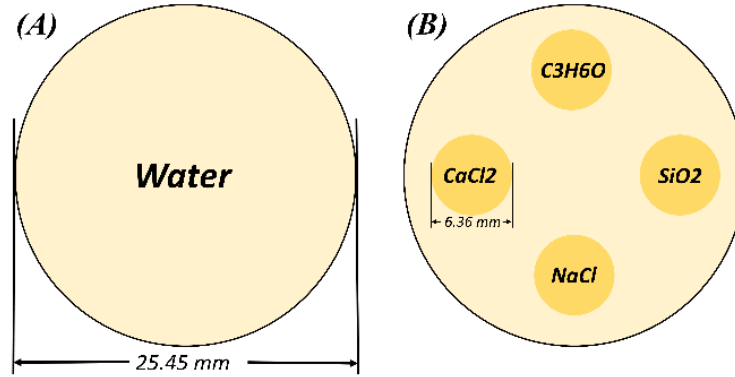 (A)
Water
25.45 mm
(B)
C3H6O
CaCl2
SiO2
6.36 mm
NaCl